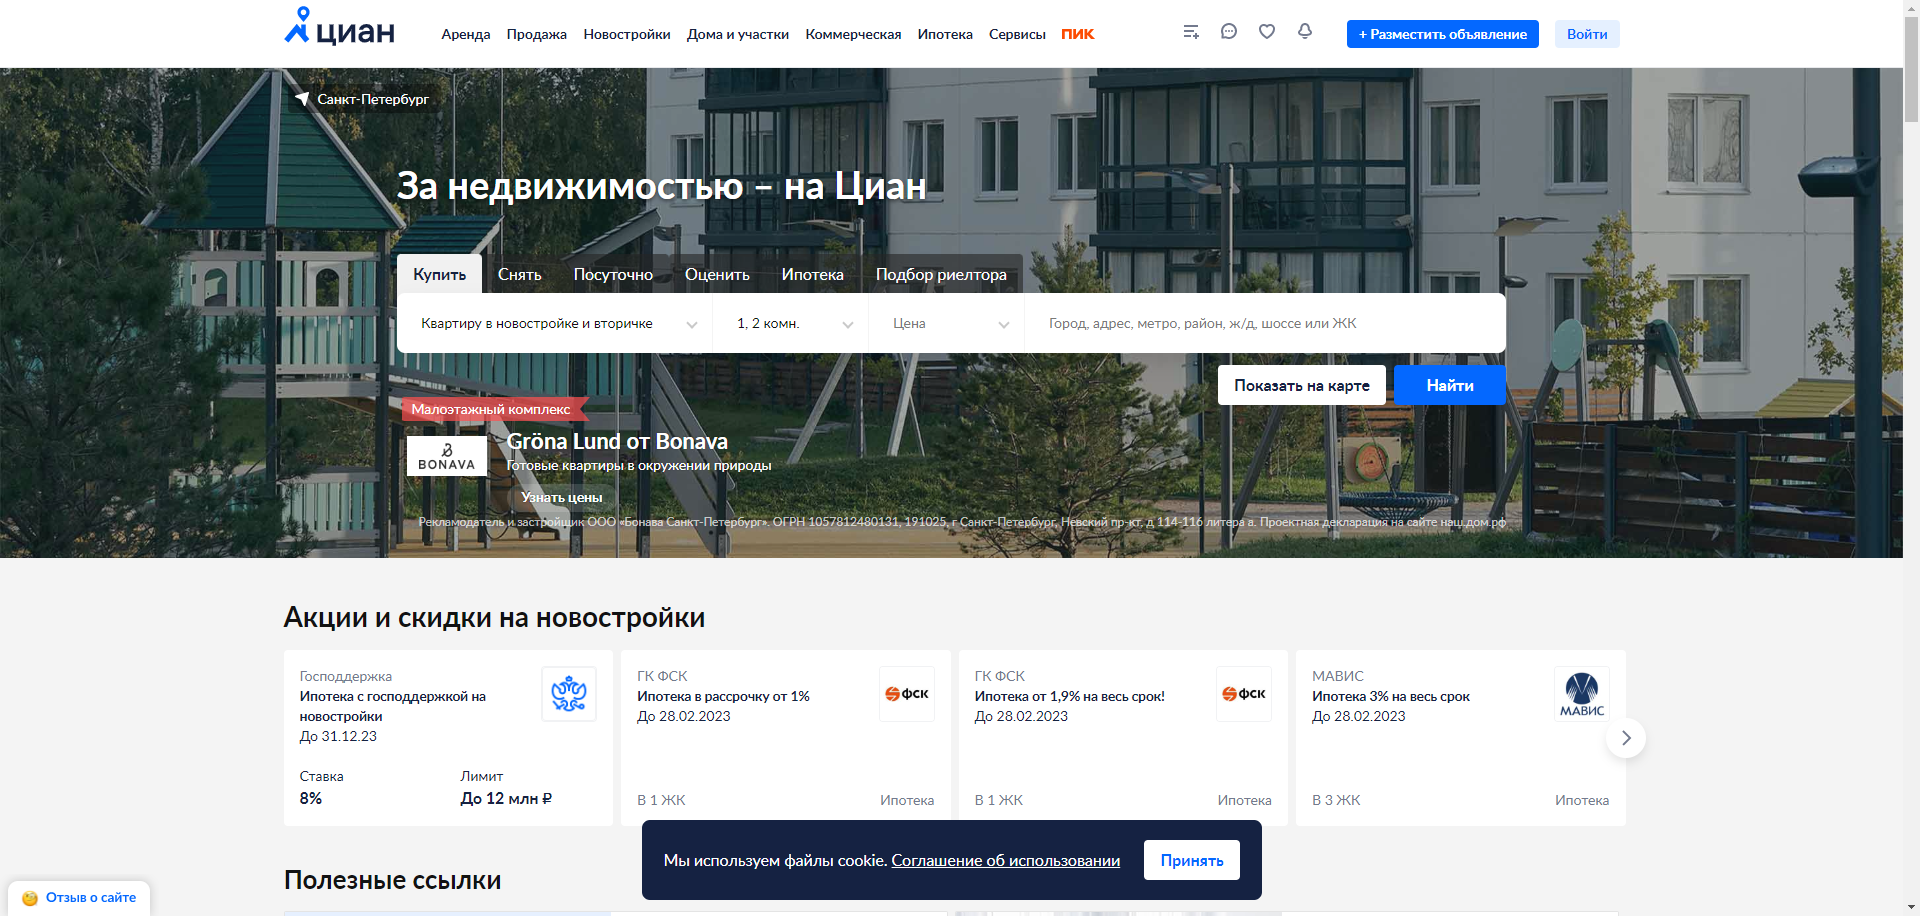 циан
Аренда Продажа Новостройки Дома и участки Коммерческая Ипотека Сервисы ПИК
+ Разместить объявление Войти
Санкт-Петербург
За недвижимостью – на Циан
Купить Снять Посуточно Оценить Ипотека Подбор риелтора
Квартиру в новостройке и вторичке 1, 2 комн. Цена Город, адрес, метро, район, ж/д, шоссе или ЖК
Показать на карте Найти
Малоэтажный комплекс
BONAVA
Gröna Lund от Bonava
Готовые квартиры в окружении природы
Узнать цены
Рекламодатель и застройщик ООО «Бонава Санкт-Петербург». ОГРН 1057812480131, 191025, г Санкт-Петербург, Невский пр-кт, д 114-116 литера а. Проектная декларация на сайте наш.дом.рф
Акции и скидки на новостройки
Господдержка
Ипотека с господдержкой на
новостройки
До 31.12.23
Ставка Лимит
8% До 12 млн ₽
ГК ФСК
Ипотека в рассрочку от 1%
До 28.02.2023
фск
В 1 ЖК Ипотека
ГК ФСК
Ипотека от 1,9% на весь срок!
До 28.02.2023
фск
В 1 ЖК Ипотека
МАВИС
Ипотека 3% на весь срок
До 28.02.2023
МАВИС
В 3 ЖК Ипотека
Мы используем файлы cookie. Соглашение об использовании Принять
Полезные ссылки
Отзыв о сайте